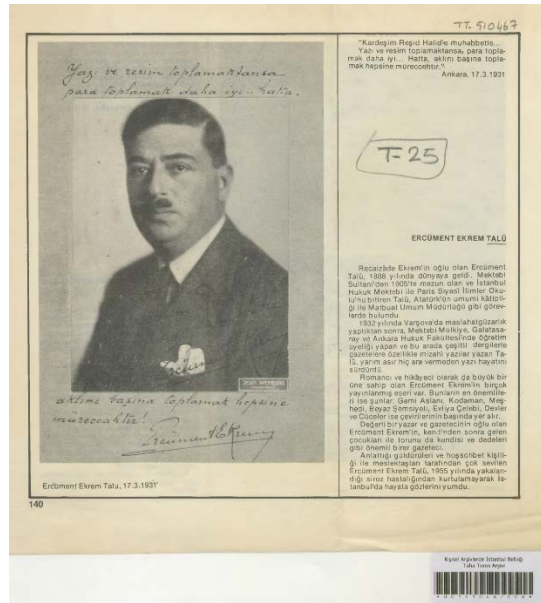 TT. 510467
Yazı ve resim toplamaktansa
para toplamak daha iyi.. hatta.
JEAN WEINBERG
aklını başına toplamak hepsine
müreccahtır!
Ercüment Ekrem
Ercüment Ekrem Talu, 17.3.1931
140
"Kardeşim Reşid Halid'e muhabbetle...
Yazı ve resim toplamaktansa, para topla-
mak daha iyi... Hatta, aklını başına topla-
mak hepsine müreccehtir."
Ankara, 17.3.1931
T-25
ERCÜMENT EKREM TALÛ
Recaizâde Ekrem'in oğlu olan Ercüment
Talû, 1888 yılında dünyaya geldi. Mektebi
Sultani'den 1905'te mezun olan ve İstanbul
Hukuk Mektebi ile Paris Siyasi İlimler Oku-
lu'nu bitiren Talû, Atatürk'ün umumi kâtipli-
ği ile Matbuat Umum Müdürlüğü gibi görev-
lerde bulundu.
1932 yılında Varşova'da maslahatgüzarlık
yaptıktan sonra, Mektebi Mülkiye, Galatasa-
ray ve Ankara Hukuk Fakültesi'nde öğretim
üyeliği yapan ve bu arada çeşitli dergilerle
gazetelere özellikle mizahi yazılar yazan Ta-
lû, yarım asır hiç ara vermeden yazı hayatını
sürdürdü.
Romancı ve hikâyeci olarak da büyük bir
üne sahip olan Ercüment Ekrem'in birçok
yayınlanmış eseri var. Bunların en önemlile-
ri ise şunlar: Gemi Aslanı, Kodaman, Meş-
hedi, Beyaz Şemsiyeli, Evliya Çelebi, Devler
ve Cüceler ise çevirilerinin başında yer alır.
Değerli bir yazar ve gazetecinin oğlu olan
Ercüment Ekrem'in, kendinden sonra gelen
çocukları ile torunu da kendisi ve dedeleri
gibi önemli birer gazeteci.
Anlattığı güldürüleri ve hoşsohbet kişili-
ği ile meslektaşları tarafından çok sevilen
Ercüment Ekrem Talû, 1955 yılında yakalan-
dığı siroz hastalığından kurtulamayarak İs-
tanbul'da hayata gözlerini yumdu.
Kişisel Arşivlerde İstanbul Belleği
Taha Toros Arşivi